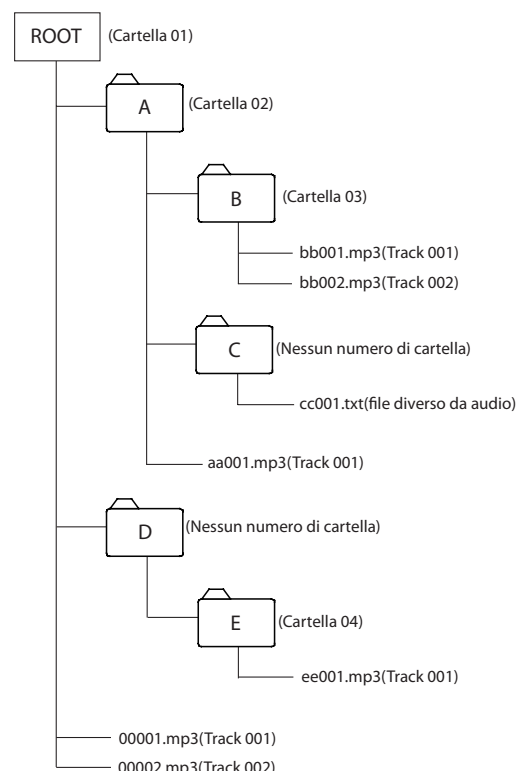 ROOT (Cartella 01)
A (Cartella 02)
B (Cartella 03)
bb001.mp3(Track 001)
bb002.mp3(Track 002)
C (Nessun numero di cartella)
cc001.txt(file diverso da audio)
aa001.mp3(Track 001)
D (Nessun numero di cartella)
E (Cartella 04)
ee001.mp3(Track 001)
00001.mp3(Track 001)
00002.mp3(Track 002)